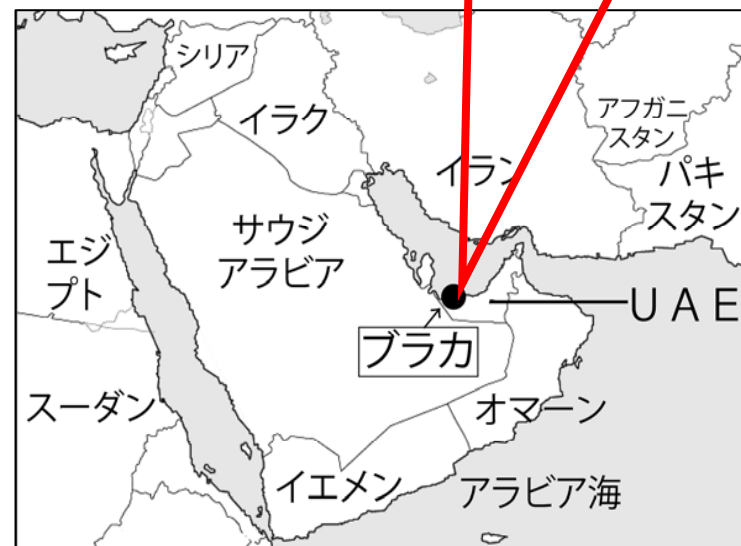 シリア
イラク
アフガニ
スタン
イラン
パキ
スタン
サウジ
アラビア
エジ
プト
UAE
ブラカ
スーダン
オマーン
イエメン
アラビア海